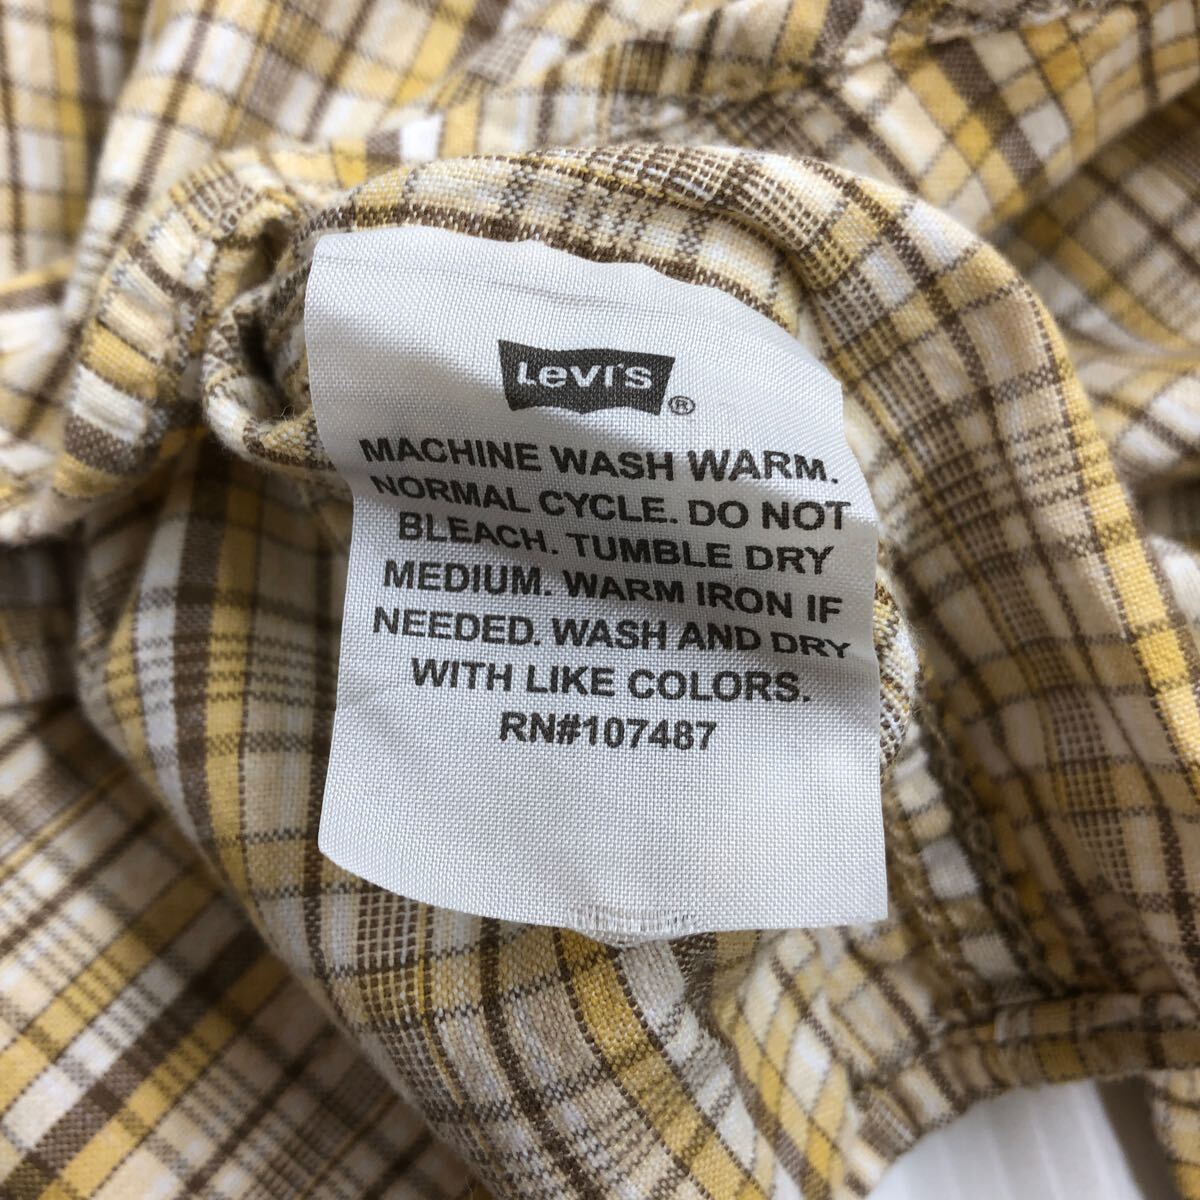 Levi's ®
MACHINE WASH WARM.
NORMAL CYCLE. DO NOT
BLEACH. TUMBLE DRY
MEDIUM. WARM IRON IF
NEEDED. WASH AND DRY
WITH LIKE COLORS.
RN#107487